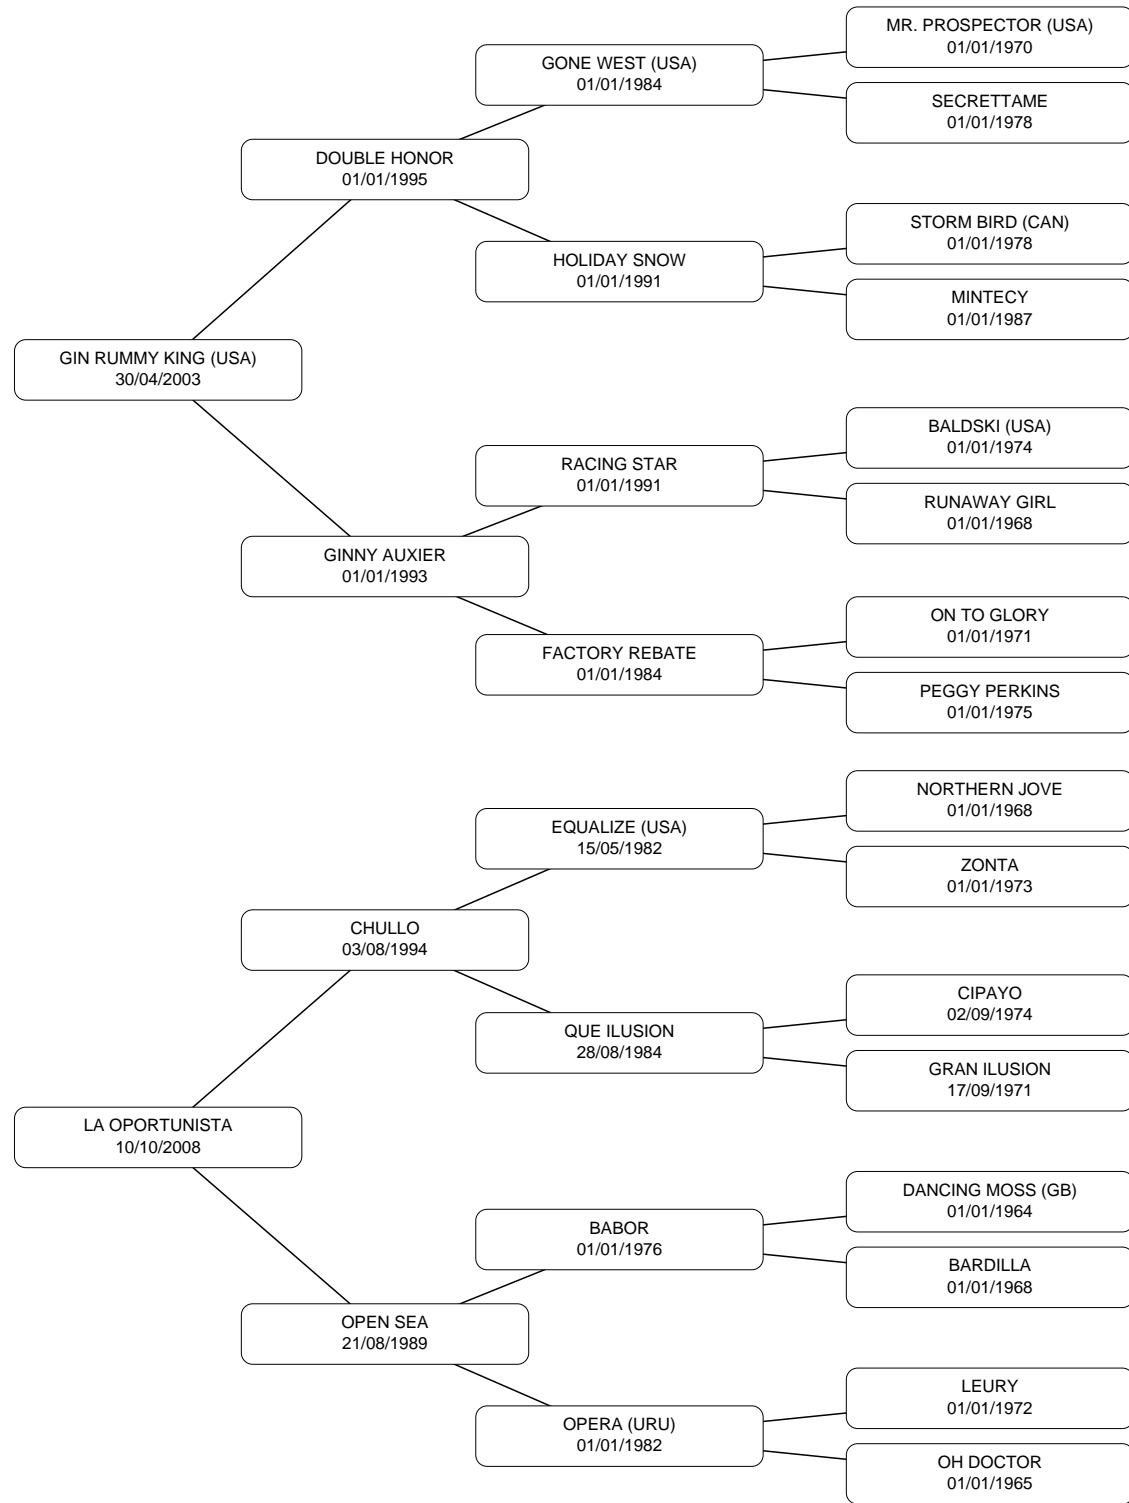 MR. PROSPECTOR (USA)
01/01/1970
GONE WEST (USA)
01/01/1984
SECRETTAME
01/01/1978
DOUBLE HONOR
01/01/1995
STORM BIRD (CAN)
01/01/1978
HOLIDAY SNOW
01/01/1991
MINTECY
01/01/1987
GIN RUMMY KING (USA)
30/04/2003
BALDSKI (USA)
01/01/1974
RACING STAR
01/01/1991
RUNAWAY GIRL
01/01/1968
GINNY AUXIER
01/01/1993
ON TO GLORY
01/01/1971
FACTORY REBATE
01/01/1984
PEGGY PERKINS
01/01/1975
NORTHERN JOVE
01/01/1968
EQUALIZE (USA)
15/05/1982
ZONTA
01/01/1973
CHULLO
03/08/1994
CIPAYO
02/09/1974
QUE ILUSION
28/08/1984
GRAN ILUSION
17/09/1971
LA OPORTUNISTA
10/10/2008
DANCING MOSS (GB)
01/01/1964
BABOR
01/01/1976
BARDILLA
01/01/1968
OPEN SEA
21/08/1989
LEURY
01/01/1972
OPERA (URU)
01/01/1982
OH DOCTOR
01/01/1965